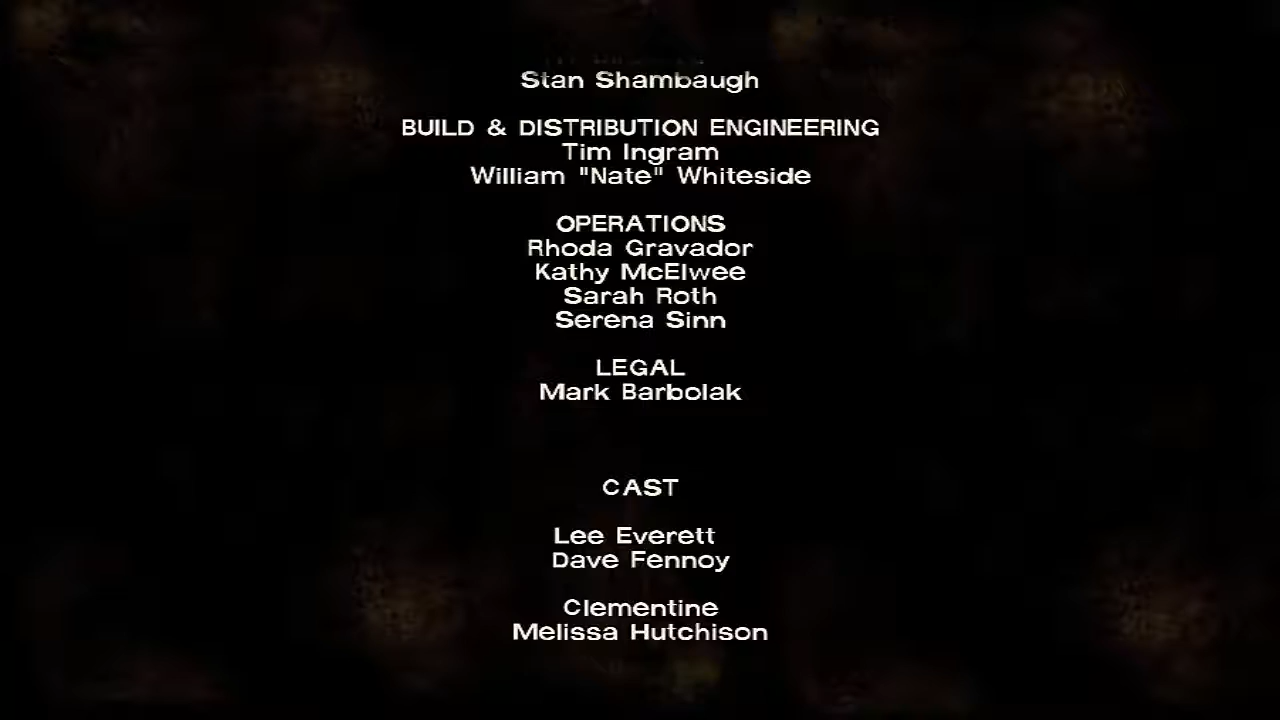 Stan Shambaugh
BUILD & DISTRIBUTION ENGINEERING
Tim Ingram
William "Nate" Whiteside
OPERATIONS
Rhoda Gravador
Kathy McElwee
Sarah Roth
Serena Sinn
LEGAL
Mark Barbolak
CAST
Lee Everett
Dave Fennoy
Clementine
Melissa Hutchison